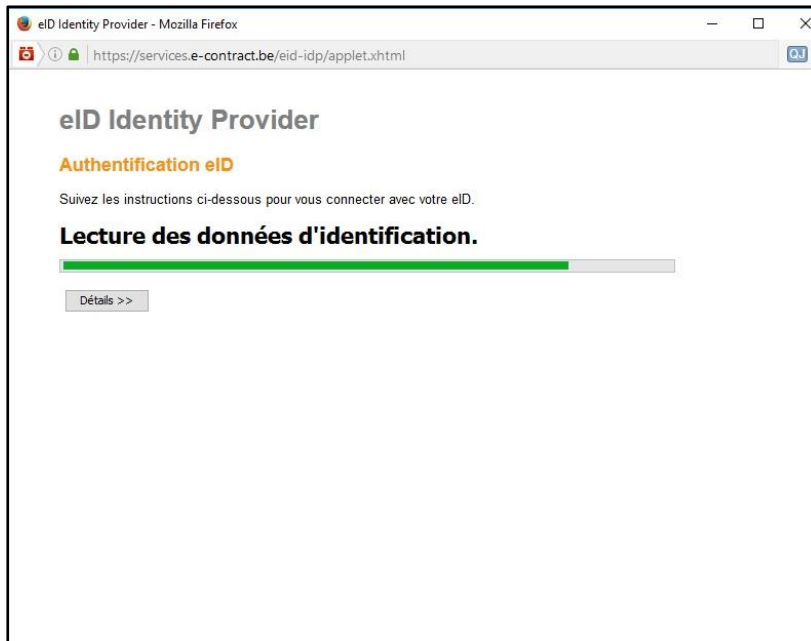 eID Identity Provider - Mozilla Firefox
https://services.e-contract.be/eid-idp/applet.xhtml
QJ
eID Identity Provider
Authentification eID
Suivez les instructions ci-dessous pour vous connecter avec votre eID.
Lecture des données d'identification.
Détails >>